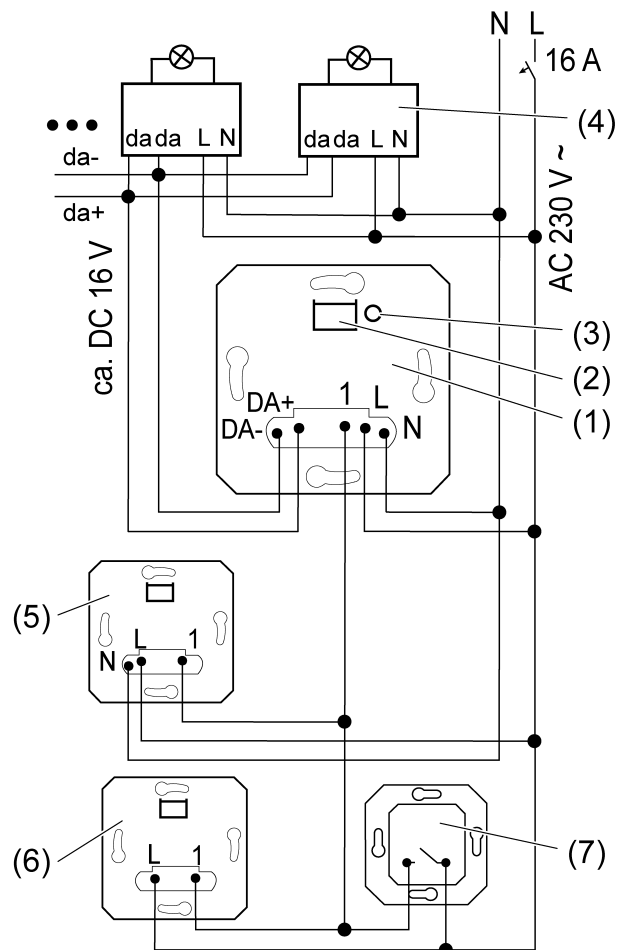 N L
16 A
(4)
••• da da L N da da L N
da-
da+
ca. DC 16 V
AC 230 V ~
(3)
(2)
(1)
DA+ 1 L
DA- N
(5)
L 1
N
(6)
L 1
(7)